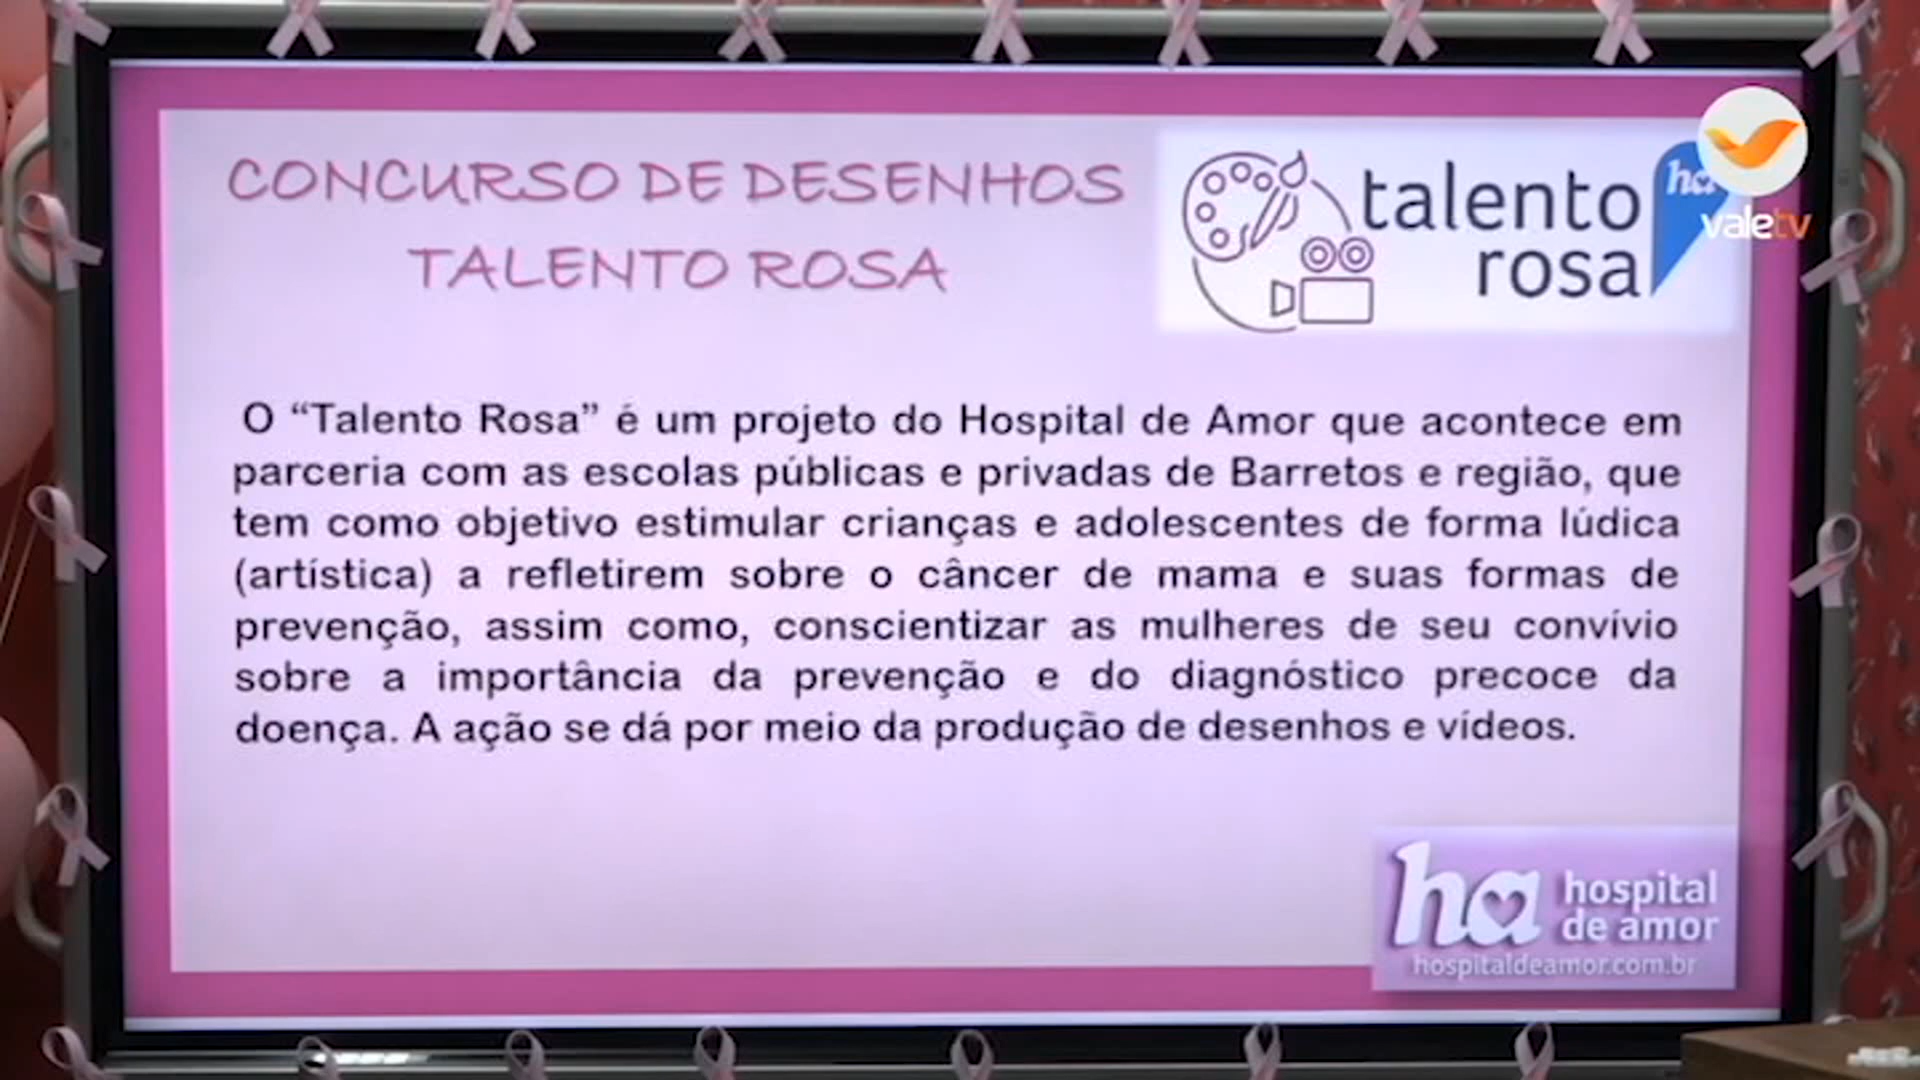 CONCURSO DE DESENHOS
TALENTO ROSA
talento
rosa
ha
valetv
O “Talento Rosa” é um projeto do Hospital de Amor que acontece em
parceria com as escolas públicas e privadas de Barretos e região, que
tem como objetivo estimular crianças e adolescentes de forma lúdica
(artística) a refletirem sobre o câncer de mama e suas formas de
prevenção, assim como, conscientizar as mulheres de seu convívio
sobre a importância da prevenção e do diagnóstico precoce da
doença. A ação se dá por meio da produção de desenhos e vídeos.
ha
hospital
de amor
hospitaldeamor.com.br